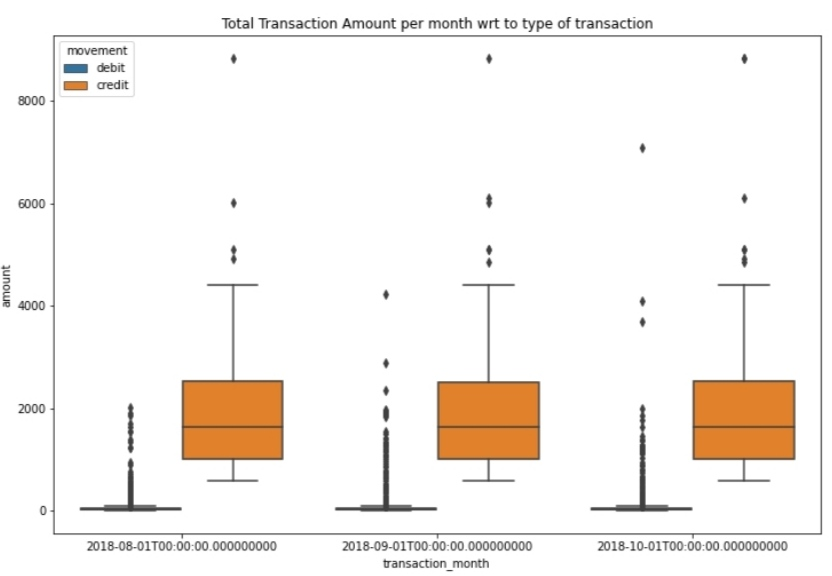 Total Transaction Amount per month wrt to type of transaction
movement
debit
credit
8000
6000
4000
2000
0
amount
2018-08-01T00:00:00.000000000
2018-09-01T00:00:00.000000000
2018-10-01T00:00:00.000000000
transaction_month